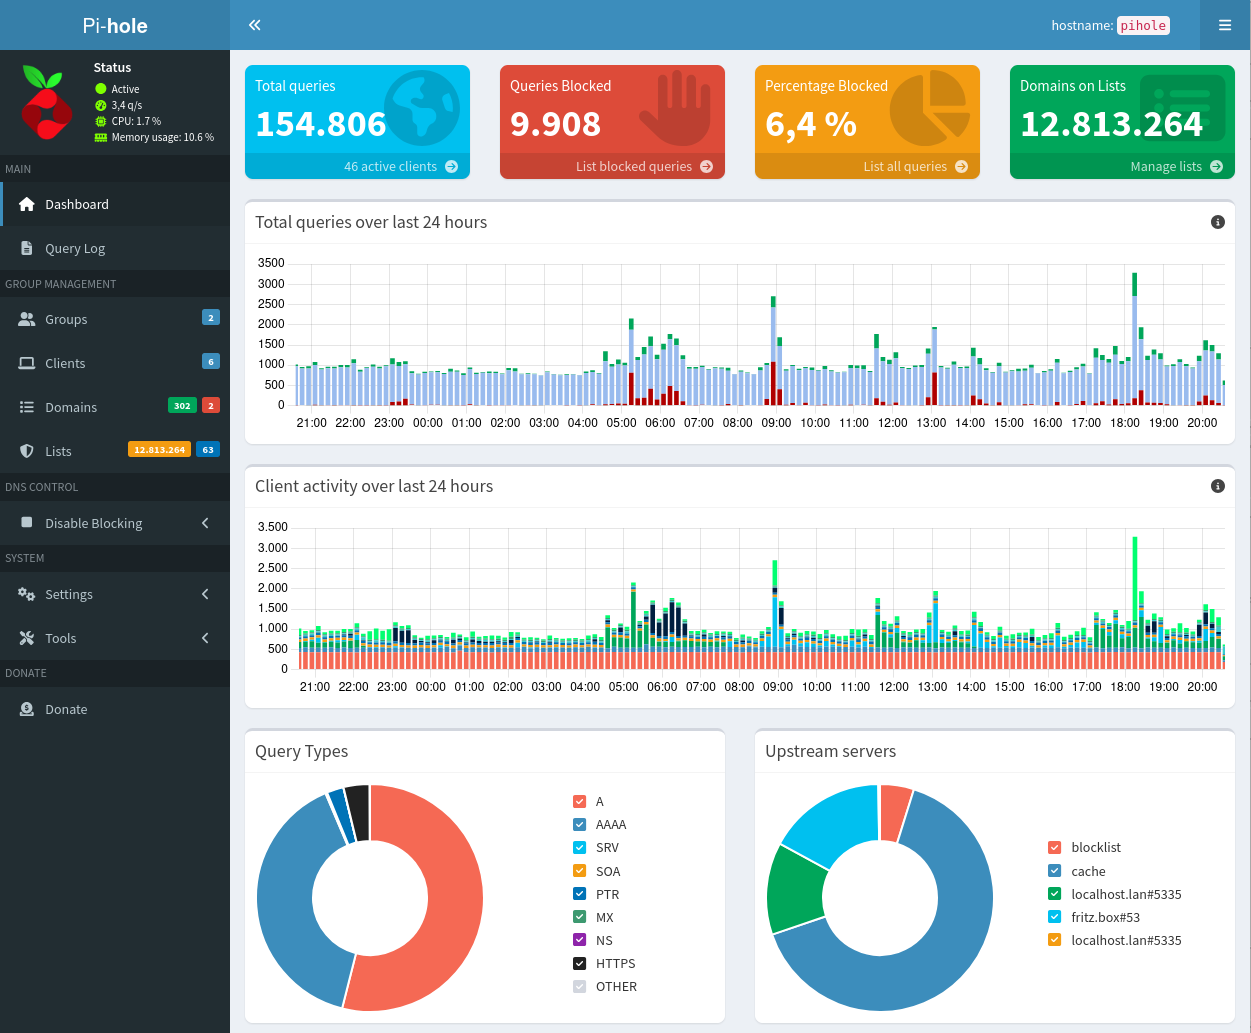 Pi-hole
hostname: pihole
Status
Active
3,4 q/s
CPU: 1.7 %
Memory usage: 10.6 %
MAIN
Dashboard
Query Log
GROUP MANAGEMENT
Groups 2
Clients 6
Domains 302 2
Lists 12.813.264 63
DNS CONTROL
Disable Blocking
SYSTEM
Settings
Tools
DONATE
Donate
Total queries
154.806
46 active clients
Queries Blocked
9.908
List blocked queries
Percentage Blocked
6,4 %
List all queries
Domains on Lists
12.813.264
Manage lists
Total queries over last 24 hours
3500
3000
2500
2000
1500
1000
500
0
21:00 22:00 23:00 00:00 01:00 02:00 03:00 04:00 05:00 06:00 07:00 08:00 09:00 10:00 11:00 12:00 13:00 14:00 15:00 16:00 17:00 18:00 19:00 20:00
Client activity over last 24 hours
3.500
3.000
2.500
2.000
1.500
1.000
500
0
21:00 22:00 23:00 00:00 01:00 02:00 03:00 04:00 05:00 06:00 07:00 08:00 09:00 10:00 11:00 12:00 13:00 14:00 15:00 16:00 17:00 18:00 19:00 20:00
Query Types
A
AAAA
SRV
SOA
PTR
MX
NS
HTTPS
OTHER
Upstream servers
blocklist
cache
localhost.lan#5335
fritz.box#53
localhost.lan#5335